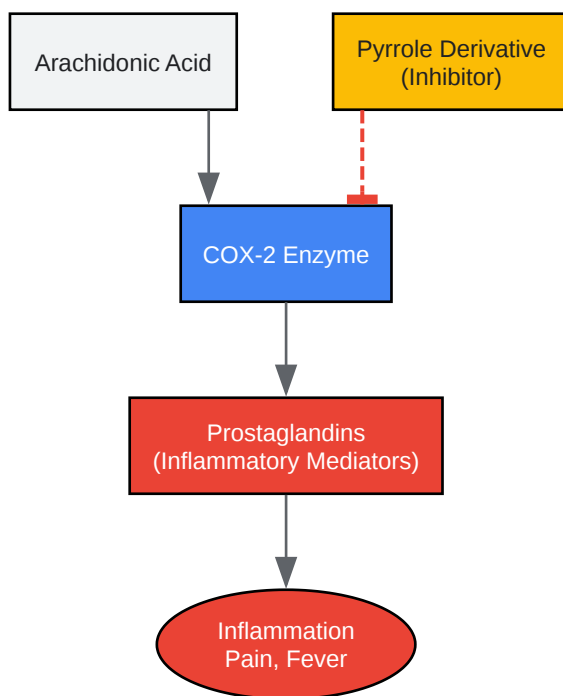 Arachidonic Acid
Pyrrole Derivative
(Inhibitor)
COX-2 Enzyme
Prostaglandins
(Inflammatory Mediators)
Inflammation
Pain, Fever